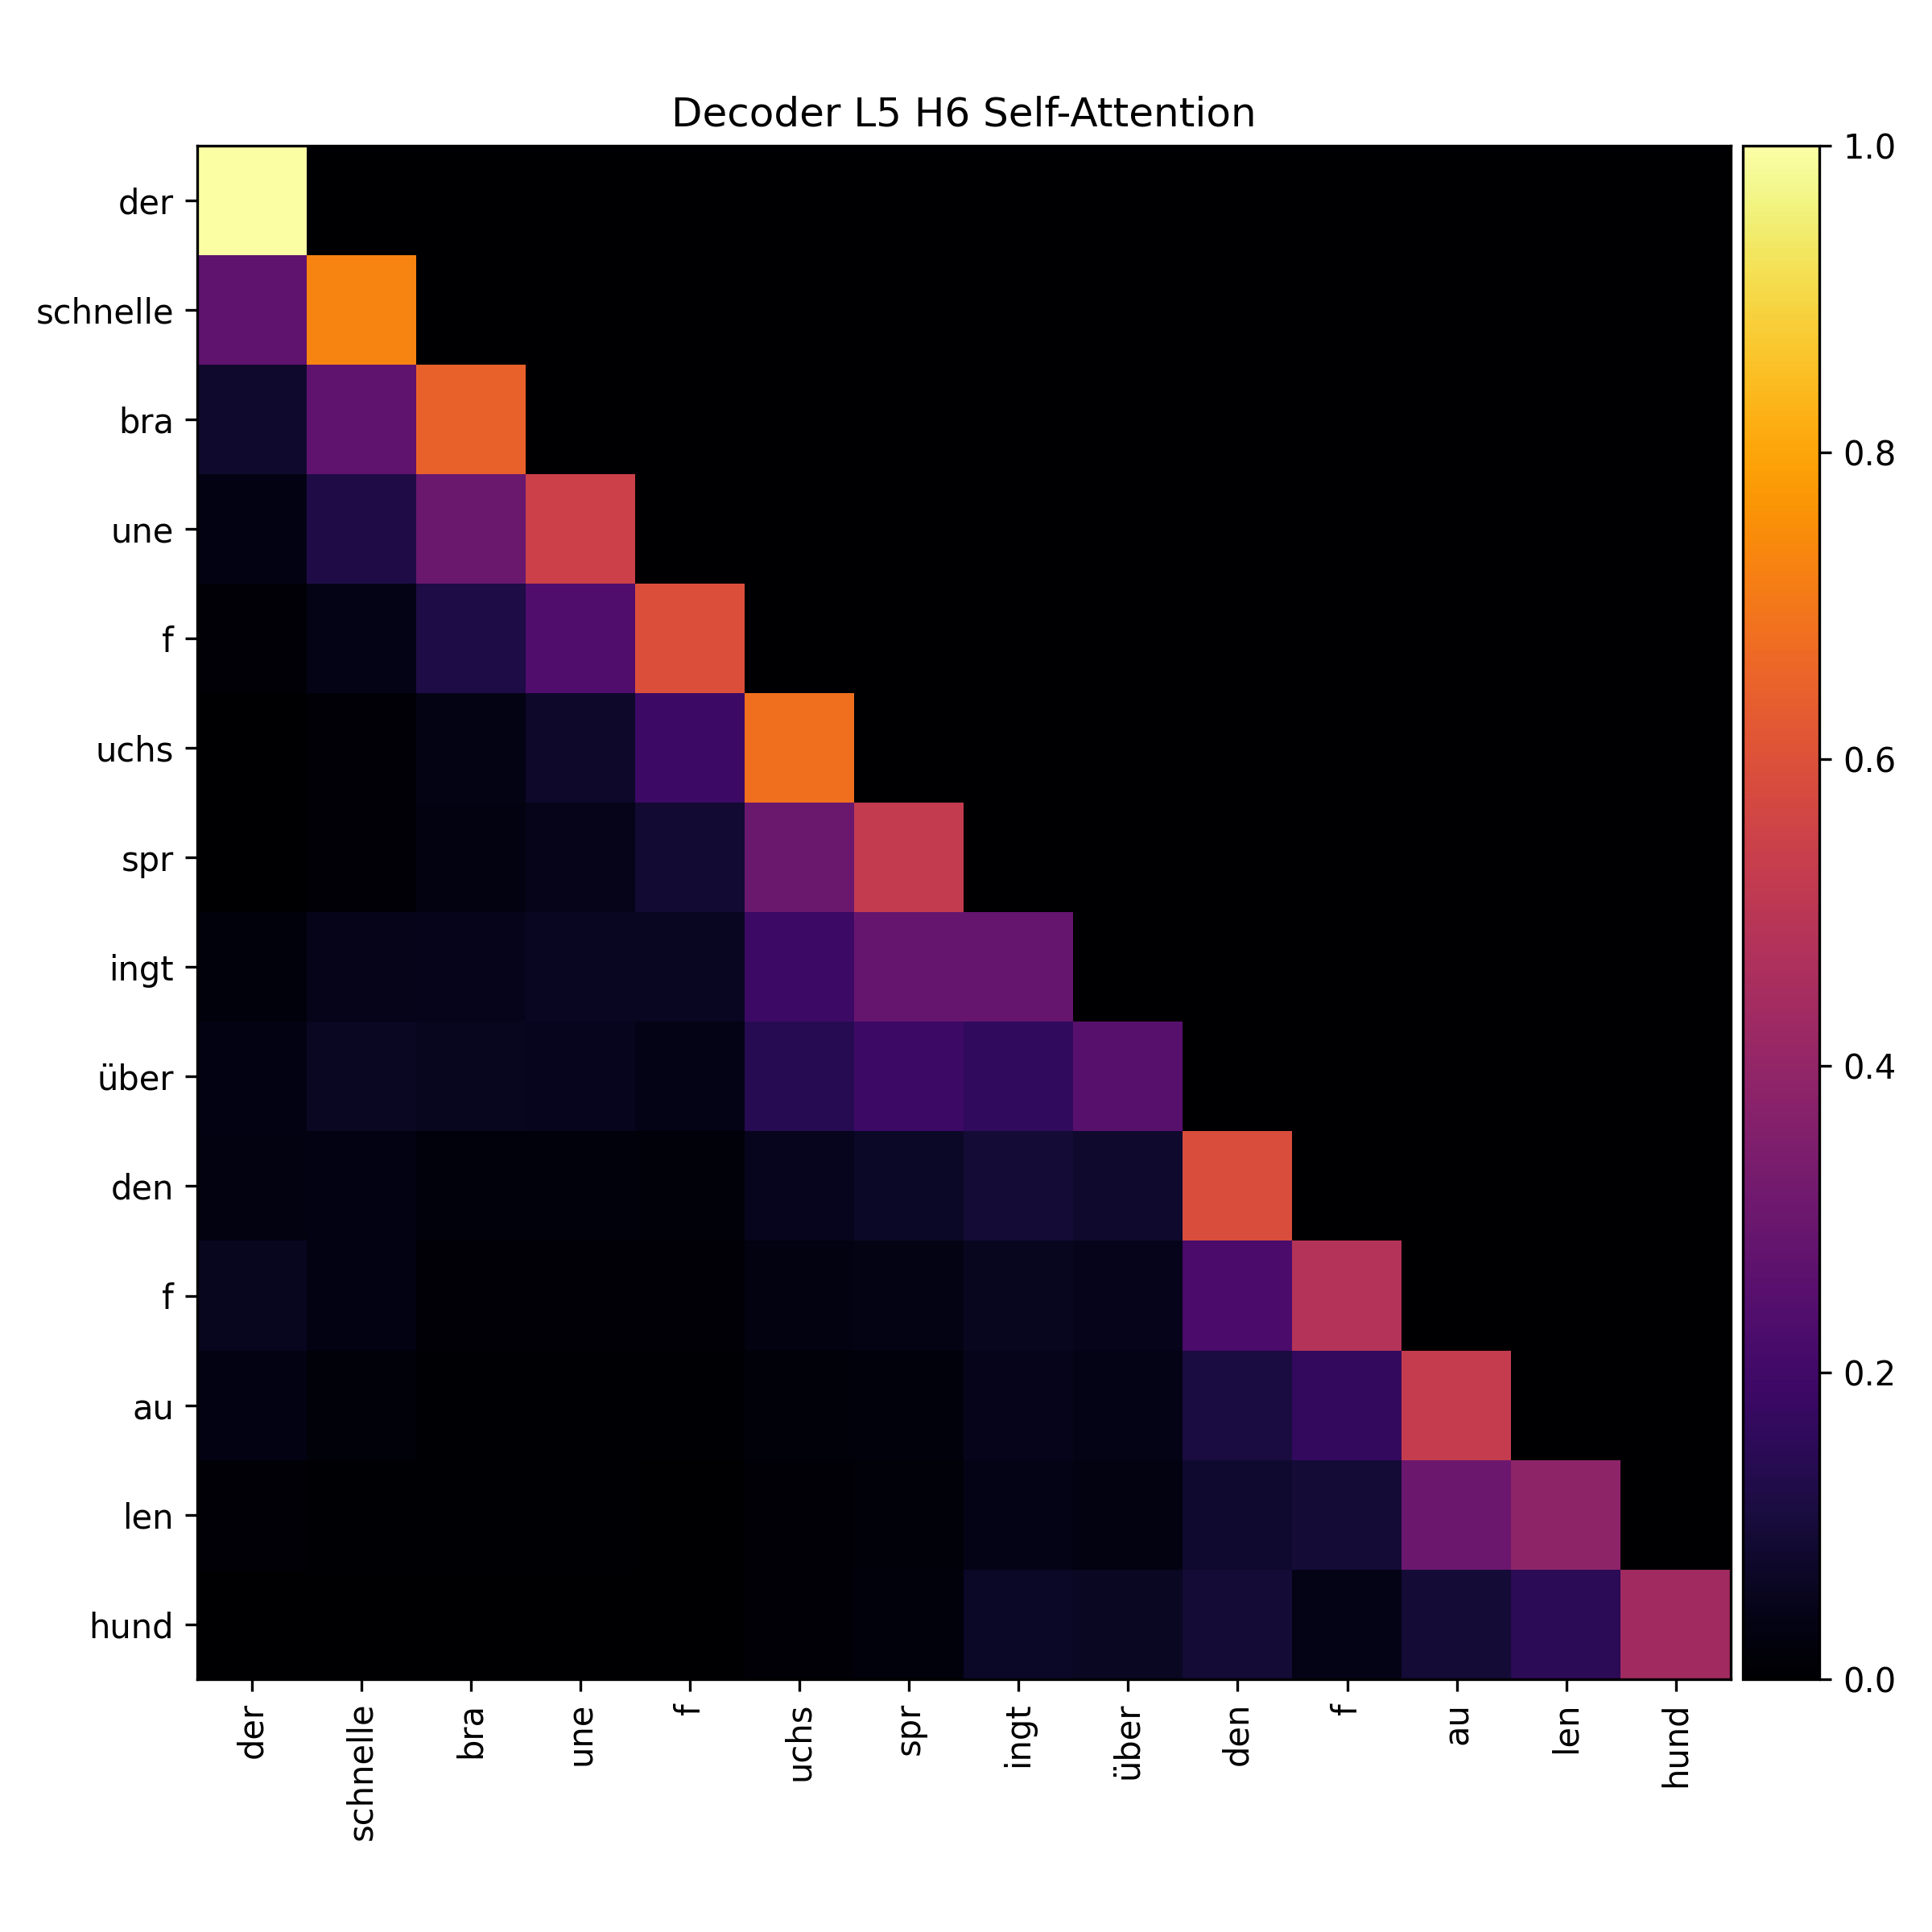 Decoder L5 H6 Self-Attention
der
schnelle
bra
une
f
uchs
spr
ingt
über
den
f
au
len
hund
der
schnelle
bra
une
f
uchs
spr
ingt
über
den
f
au
len
hund
1.0
0.8
0.6
0.4
0.2
0.0